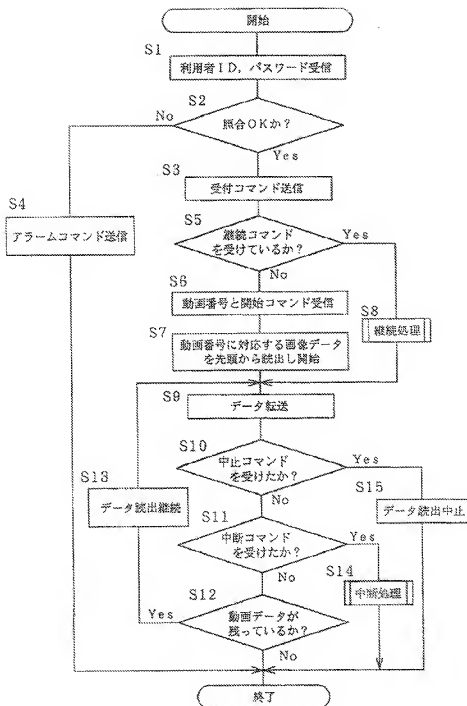 開始
S1
利用者ID,パスワード受信
S2
No
照合OKか?
Yes
S3
受付コマンド送信
S4
アラームコマンド送信
S5
継続コマンド
を受けているか?
Yes
No
S6
動画番号と開始コマンド受信
S7
動画番号に対応する画像データ
を先頭から読出し開始
S8
継続処理
S9
データ転送
S10
中止コマンド
を受けたか?
Yes
No
S13
データ読出継続
S15
データ読出中止
S11
中断コマンド
を受けたか?
Yes
No
S14
中断処理
S12
Yes
動画データが
残っているか?
No
終了